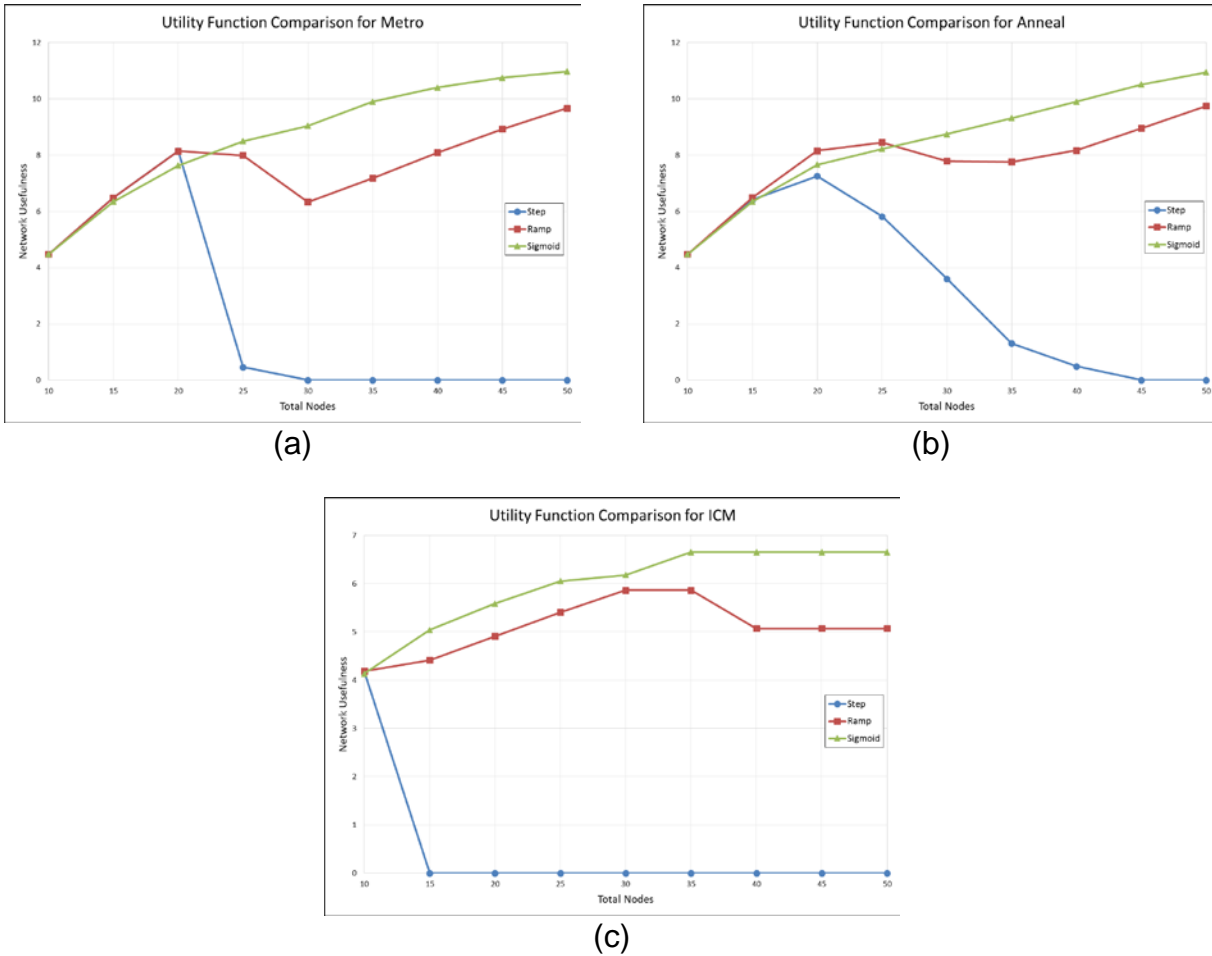 Utility Function Comparison for Metro
Network Usefulness
12
10
8
6
4
2
0
10 15 20 25 30 35 40 45 50
Total Nodes
Step
Ramp
Sigmoid
(a)
Utility Function Comparison for Anneal
Network Usefulness
12
10
8
6
4
2
0
10 15 20 25 30 35 40 45 50
Total Nodes
Step
Ramp
Sigmoid
(b)
Utility Function Comparison for ICM
Network Usefulness
7
6
5
4
3
2
1
0
10 15 20 25 30 35 40 45 50
Total Nodes
Step
Ramp
Sigmoid
(c)